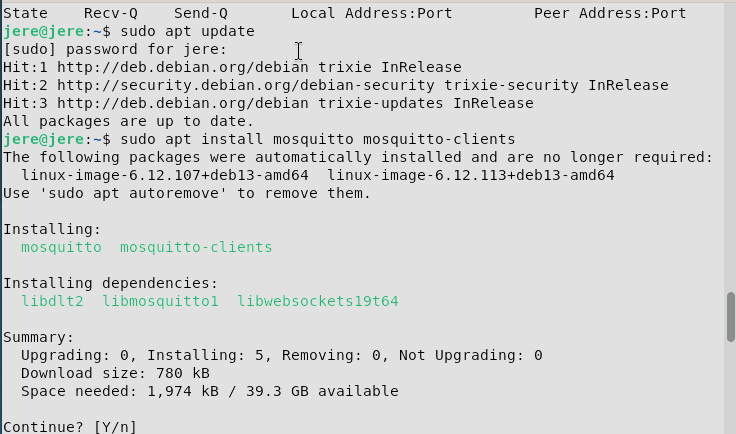 State    Recv-Q    Send-Q       Local Address:Port         Peer Address:Port
jere@jere:~$ sudo apt update
[sudo] password for jere:
Hit:1 http://deb.debian.org/debian trixie InRelease
Hit:2 http://security.debian.org/debian-security trixie-security InRelease
Hit:3 http://deb.debian.org/debian trixie-updates InRelease
All packages are up to date.
jere@jere:~$ sudo apt install mosquitto mosquitto-clients
The following packages were automatically installed and are no longer required:
  linux-image-6.12.107+deb13-amd64  linux-image-6.12.113+deb13-amd64
Use 'sudo apt autoremove' to remove them.

Installing:
  mosquitto  mosquitto-clients

Installing dependencies:
  libdlt2  libmosquitto1  libwebsockets19t64

Summary:
  Upgrading: 0, Installing: 5, Removing: 0, Not Upgrading: 0
  Download size: 780 kB
  Space needed: 1,974 kB / 39.3 GB available

Continue? [Y/n]